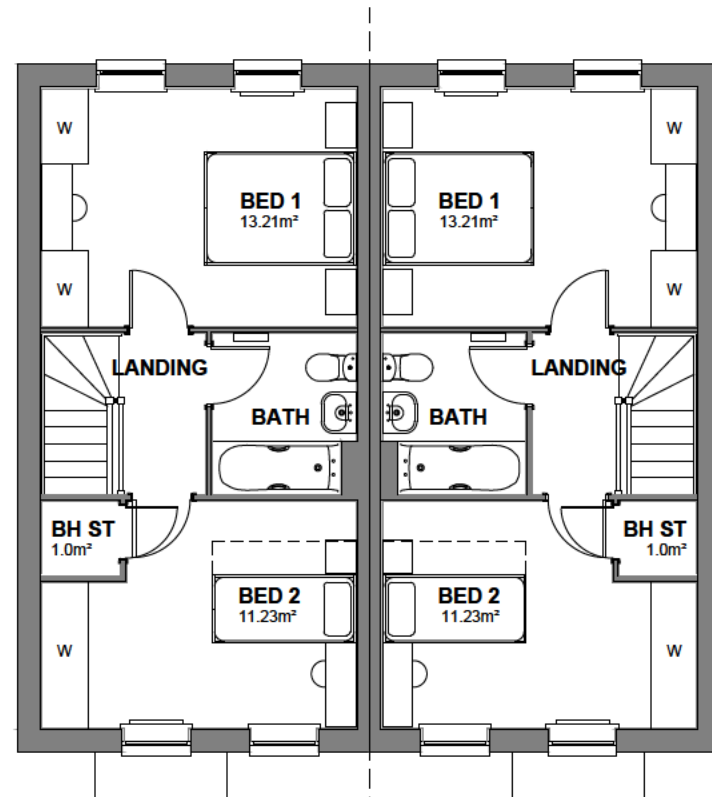 W
W
BED 1
13.21m²
BED 1
13.21m²
W
W
LANDING
LANDING
BATH
BATH
BH ST
1.0m²
BH ST
1.0m²
BED 2
11.23m²
BED 2
11.23m²
W
W